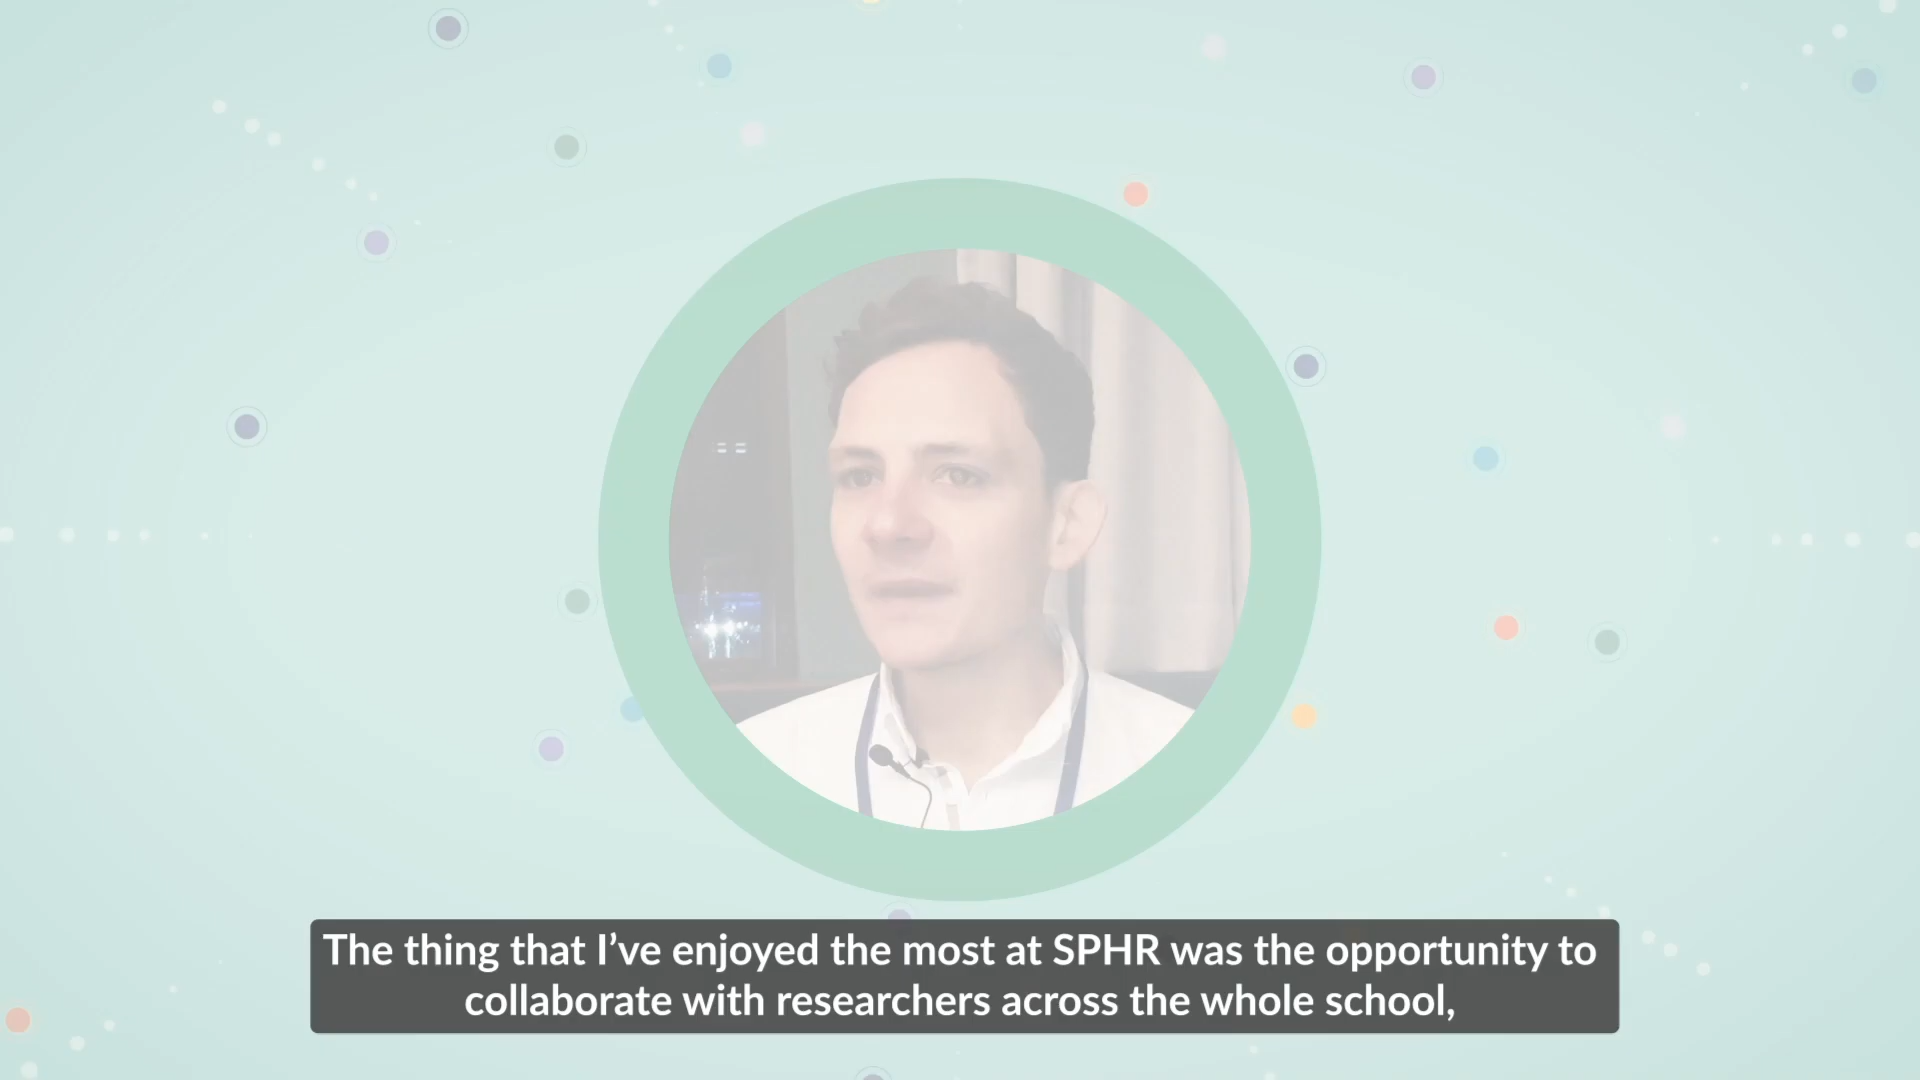 The thing that I’ve enjoyed the most at SPHR was the opportunity to
collaborate with researchers across the whole school,